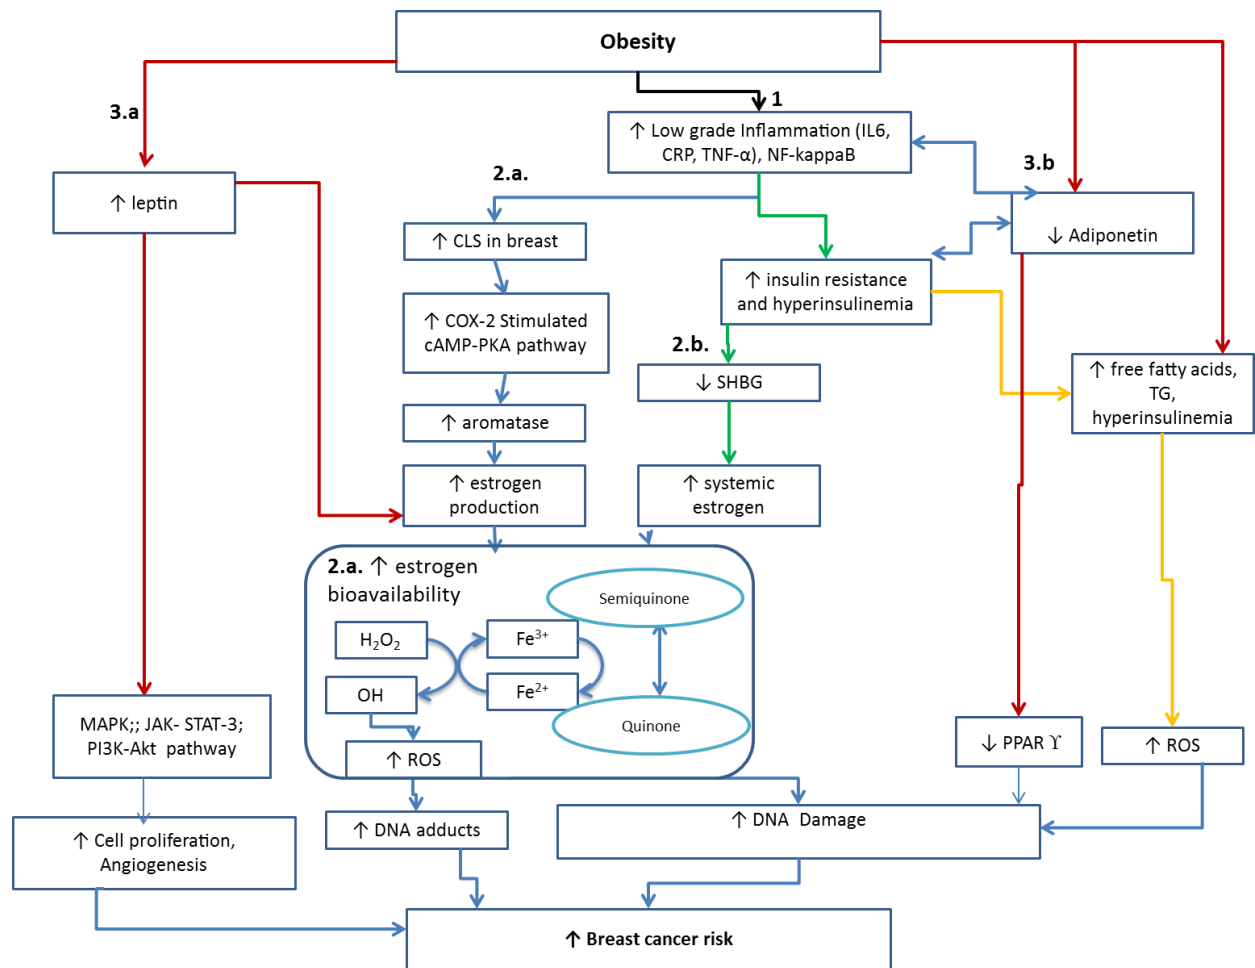 Obesity
3.a
1
↑ Low grade Inflammation (IL6,
CRP, TNF-α), NF-kappaB
3.b
2.a.
↑ leptin
↑ CLS in breast
↓ Adiponetin
↑ insulin resistance
and hyperinsulinemia
↑ COX-2 Stimulated
cAMP-PKA pathway
2.b.
↓ SHBG
↑ free fatty acids,
TG,
hyperinsulinemia
↑ aromatase
↑ estrogen
production
↑ systemic
estrogen
2.a. ↑ estrogen
bioavailability
Semiquinone
H₂O₂
Fe³⁺
OH
Fe²⁺
Quinone
↑ ROS
MAPK;; JAK- STAT-3;
PI3K-Akt pathway
↓ PPAR ϒ
↑ ROS
↑ Cell proliferation,
Angiogenesis
↑ DNA adducts
↑ DNA Damage
↑ Breast cancer risk